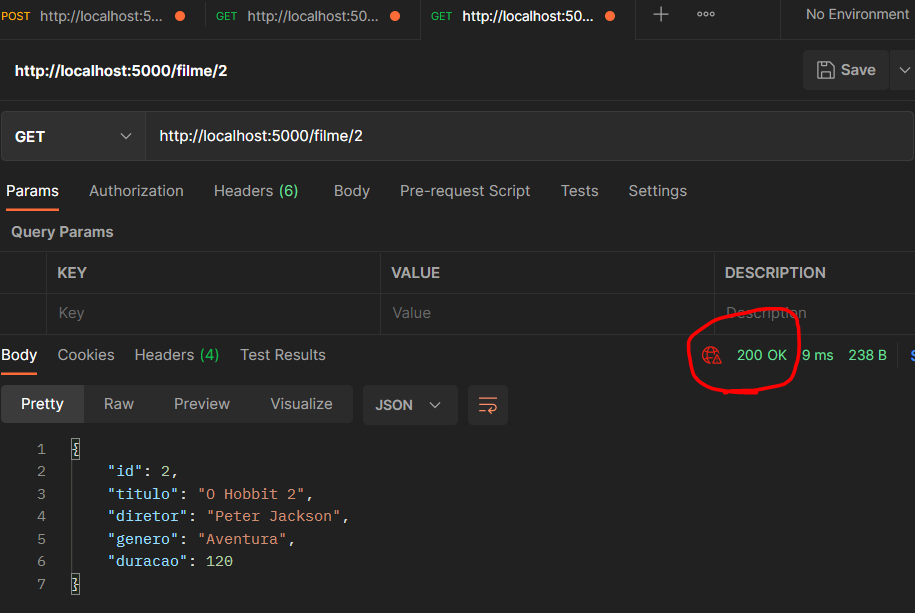 POST http://localhost:5... GET http://localhost:50... GET http://localhost:50... No Environment
http://localhost:5000/filme/2 Save
GET http://localhost:5000/filme/2
Params Authorization Headers (6) Body Pre-request Script Tests Settings
Query Params
KEY VALUE DESCRIPTION
Key Value Description
Body Cookies Headers (4) Test Results 200 OK 9 ms 238 B
Pretty Raw Preview Visualize JSON
1 {
2 "id": 2,
3 "titulo": "O Hobbit 2",
4 "diretor": "Peter Jackson",
5 "genero": "Aventura",
6 "duracao": 120
7 }